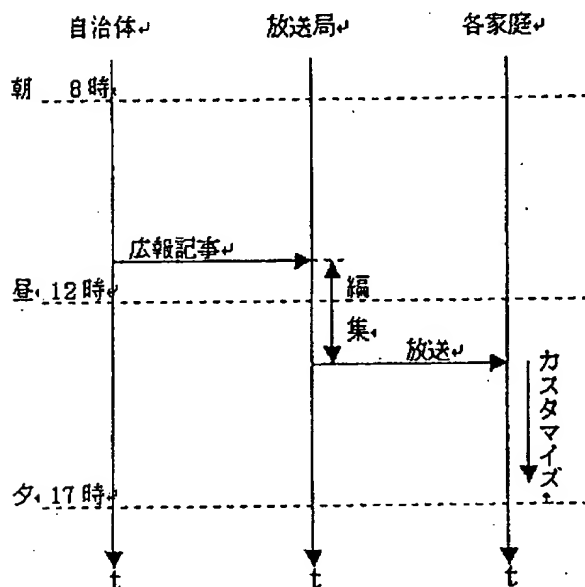 自治体 放送局 各家庭
朝 8時
広報記事
編集
昼 12時
放送
カスタマイズ
夕 17時
t t t